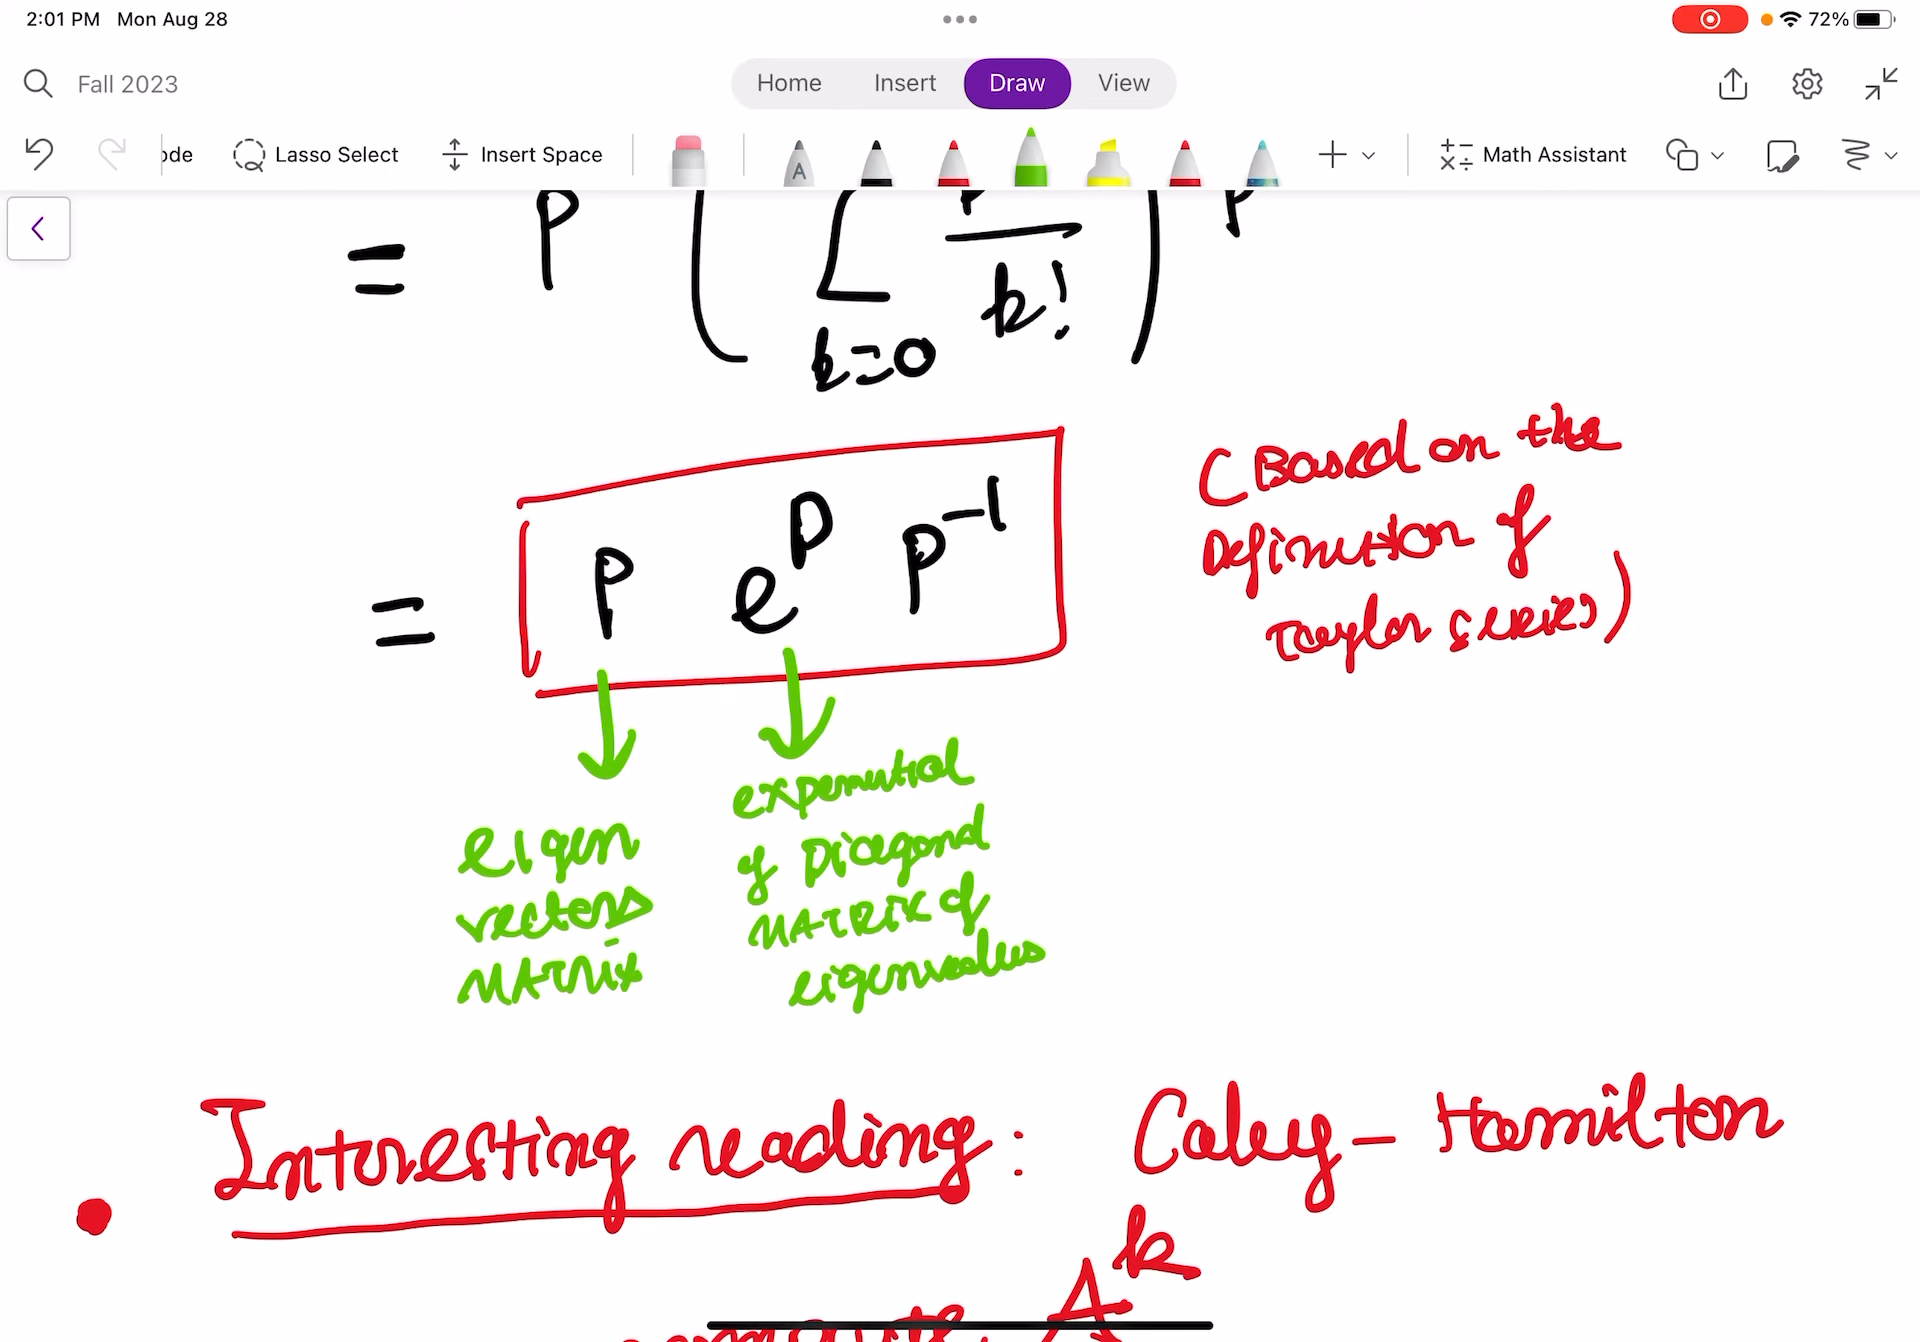 2:01 PM Mon Aug 28
72%
Fall 2023
Home Insert Draw View
ode Lasso Select Insert Space A Math Assistant
= P ( Σ / k! ) P
k=0
(Based on the
Definition of
Taylor series)
= P e^D P^-1
eigen
vectors
MATRIX
exponential
of Diagonal
MATRIX of
eigenvalues
Interesting reading: Caley-Hamilton
A^k